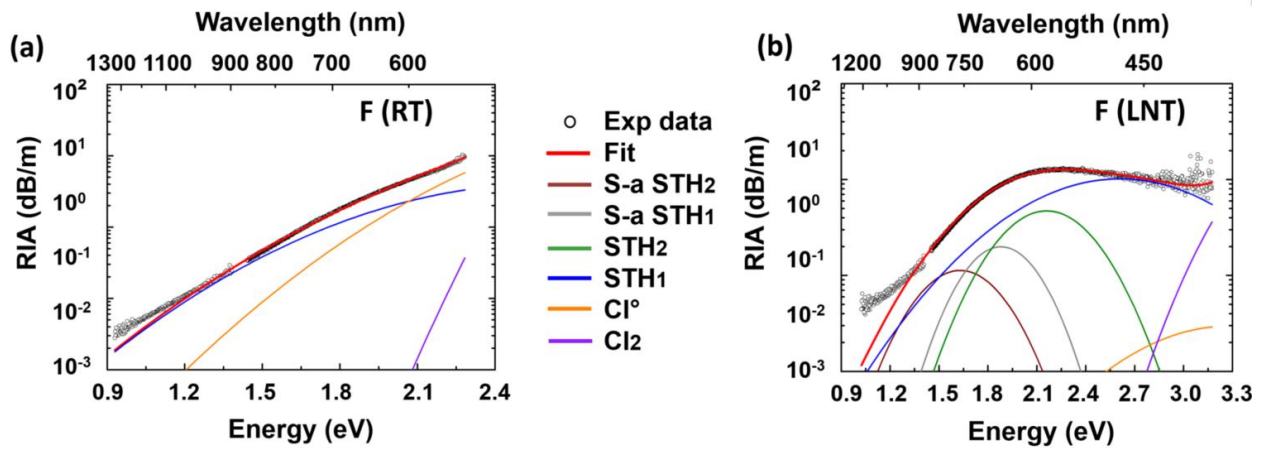 (a)
Wavelength (nm)
1300 1100 900 800 700 600
F (RT)
RIA (dB/m)
10²
10¹
10⁰
10⁻¹
10⁻²
10⁻³
0.9 1.2 1.5 1.8 2.1 2.4
Energy (eV)
Exp data
Fit
S-a STH₂
S-a STH₁
STH₂
STH₁
Cl°
Cl₂
(b)
Wavelength (nm)
1200 900 750 600 450
F (LNT)
RIA (dB/m)
10²
10¹
10⁰
10⁻¹
10⁻²
10⁻³
0.9 1.2 1.5 1.8 2.1 2.4 2.7 3.0 3.3
Energy (eV)